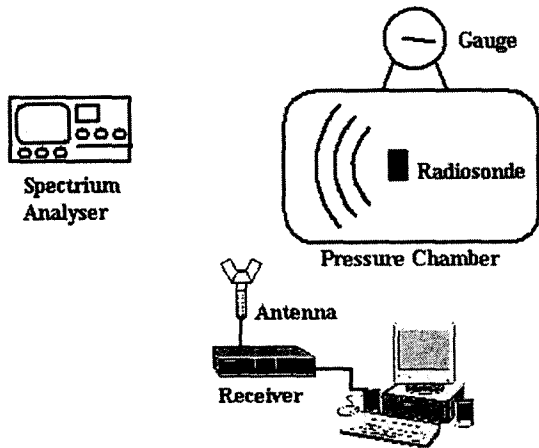 Gauge
Spectrium
Analyser
Radiosonde
Pressure Chamber
Antenna
Receiver